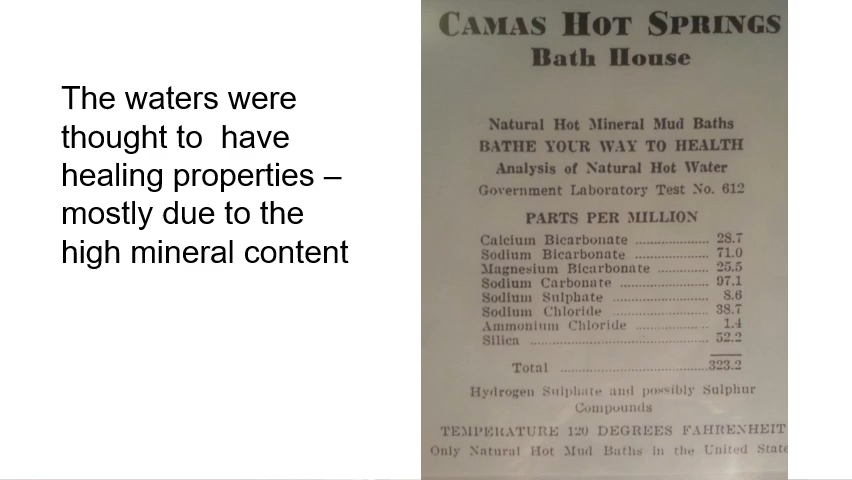 The waters were
thought to  have
healing properties –
mostly due to the
high mineral content
CAMAS HOT SPRINGS
Bath House
Natural Hot Mineral Mud Baths
BATHE YOUR WAY TO HEALTH
Analysis of Natural Hot Water
Government Laboratory Test No. 612
PARTS PER MILLION
Calcium Bicarbonate .................... 28.7
Sodium Bicarbonate .................... 71.0
Magnesium Bicarbonate ............. 25.5
Sodium Carbonate ...................... 97.1
Sodium Sulphate ........................ 8.6
Sodium Chloride ........................ 38.7
Ammonium Chloride ................... 1.4
Silica .......................................... 52.2
Total ....................................323.2
Hydrogen Sulphate and possibly Sulphur
Compounds
TEMPERATURE 120 DEGREES FAHRENHEIT
Only Natural Hot Mud Baths in the United State